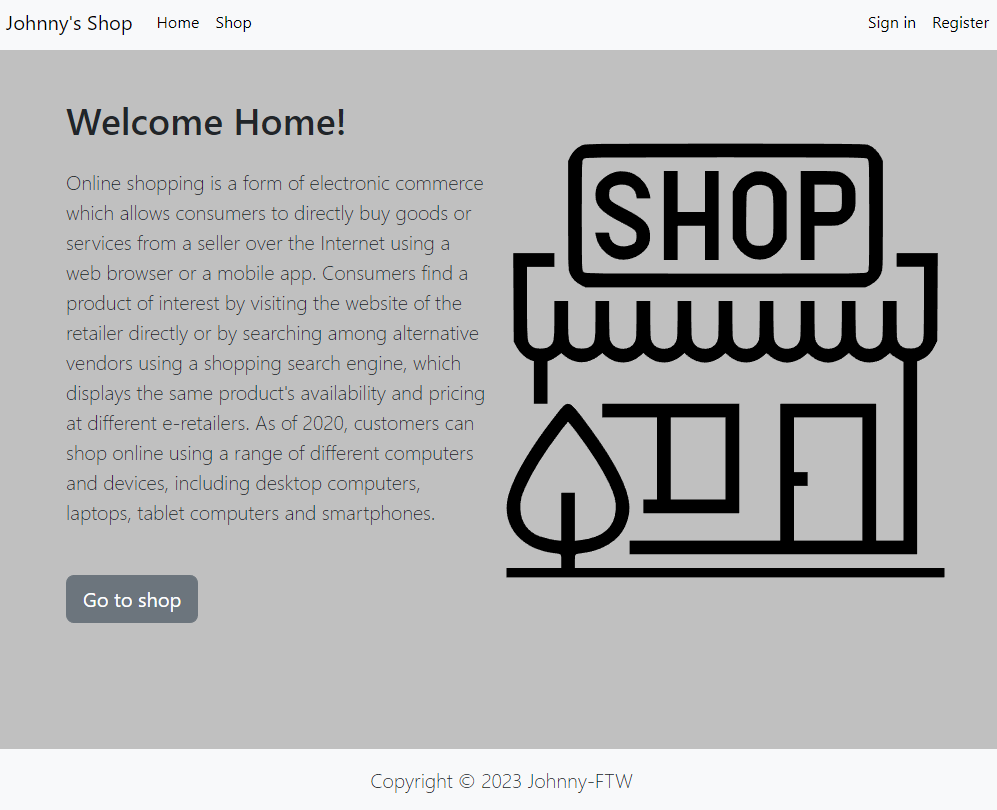 Johnny's Shop Home Shop Sign in Register
Welcome Home!
Online shopping is a form of electronic commerce
which allows consumers to directly buy goods or
services from a seller over the Internet using a
web browser or a mobile app. Consumers find a
product of interest by visiting the website of the
retailer directly or by searching among alternative
vendors using a shopping search engine, which
displays the same product's availability and pricing
at different e-retailers. As of 2020, customers can
shop online using a range of different computers
and devices, including desktop computers,
laptops, tablet computers and smartphones.
Go to shop
SHOP
Copyright © 2023 Johnny-FTW